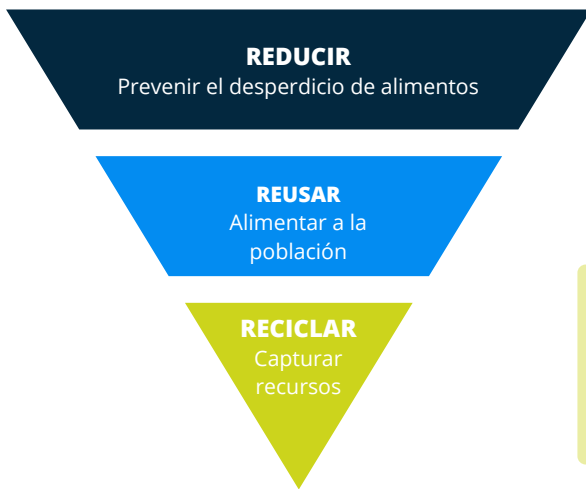 REDUCIR
Prevenir el desperdicio de alimentos
REUSAR
Alimentar a la
población
RECICLAR
Capturar
recursos